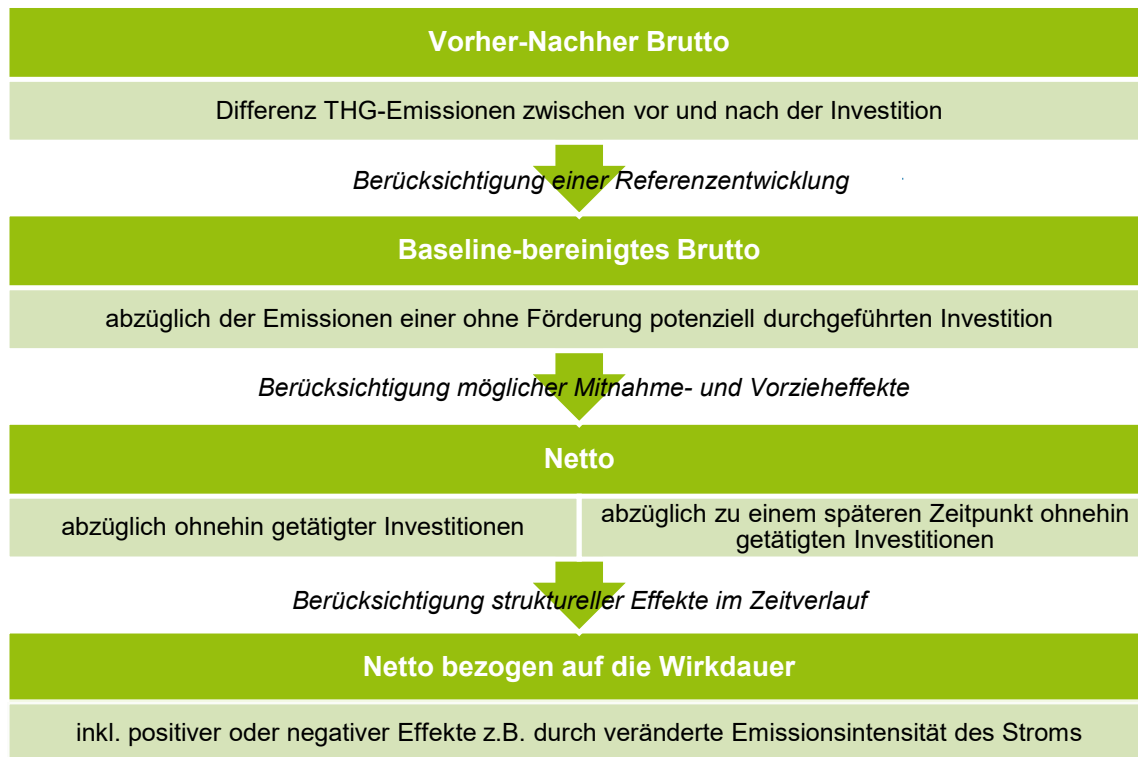 Vorher-Nachher Brutto
Differenz THG-Emissionen zwischen vor und nach der Investition
Berücksichtigung einer Referenzentwicklung
Baseline-bereinigtes Brutto
abzüglich der Emissionen einer ohne Förderung potenziell durchgeführten Investition
Berücksichtigung möglicher Mitnahme- und Vorzieheffekte
Netto
abzüglich ohnehin getätigter Investitionen
abzüglich zu einem späteren Zeitpunkt ohnehin
getätigten Investitionen
Berücksichtigung struktureller Effekte im Zeitverlauf
Netto bezogen auf die Wirkdauer
inkl. positiver oder negativer Effekte z.B. durch veränderte Emissionsintensität des Stroms